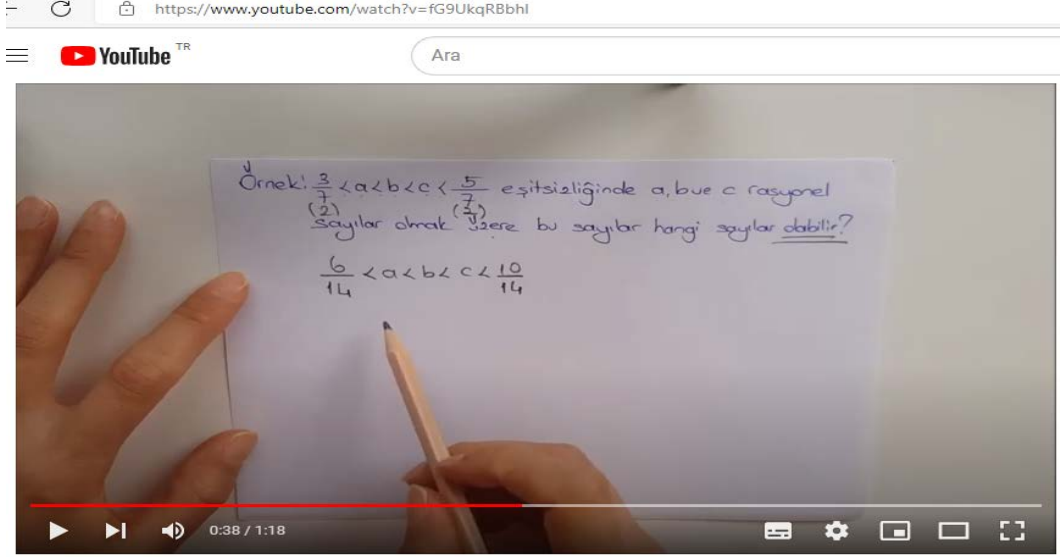 https://www.youtube.com/watch?v=fG9UkqRBbhI
YouTube TR
Ara
Örnek: 3/7 < a < b < c < 5/7 eşitsizliğinde a, b ve c rasyonel
(2) (2)
sayılar olmak üzere bu sayılar hangi sayılar olabilir?
6/14 < a < b < c < 10/14
0:38 / 1:18